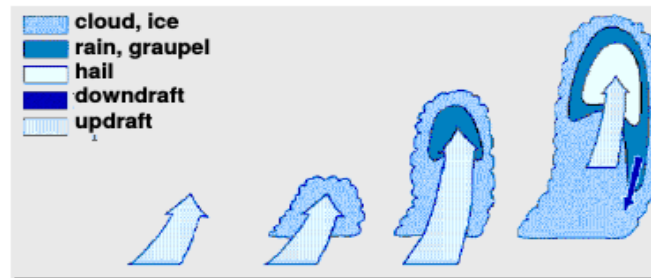 cloud, ice
rain, graupel
hail
downdraft
updraft